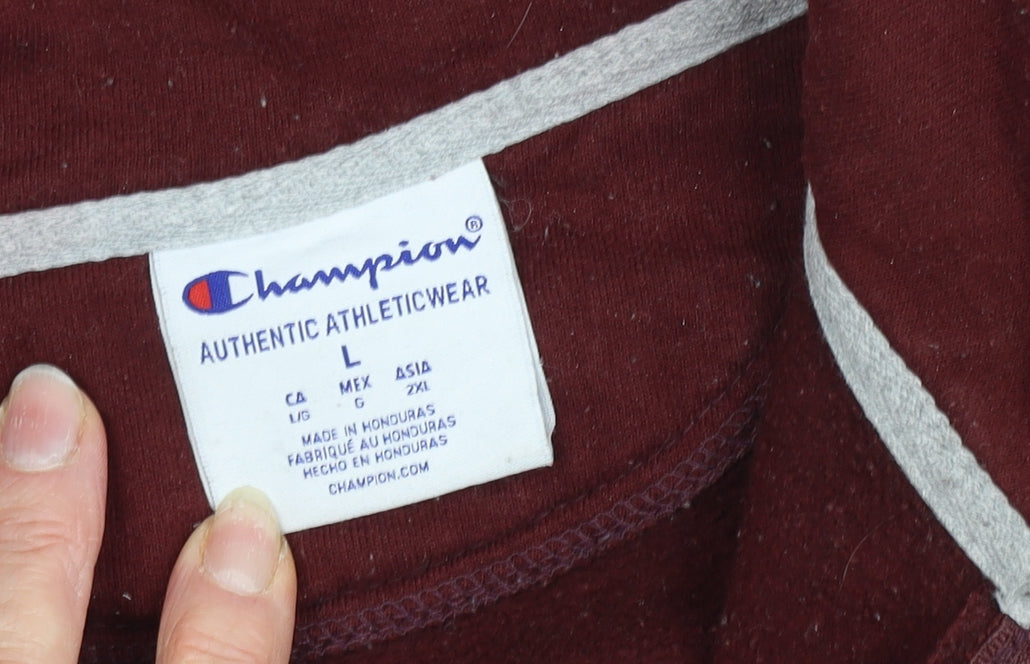 Champion®
AUTHENTIC ATHLETICWEAR
L
CA MEX ASIA
L/G G 2XL
MADE IN HONDURAS
FABRIQUÉ AU HONDURAS
HECHO EN HONDURAS
CHAMPION.COM